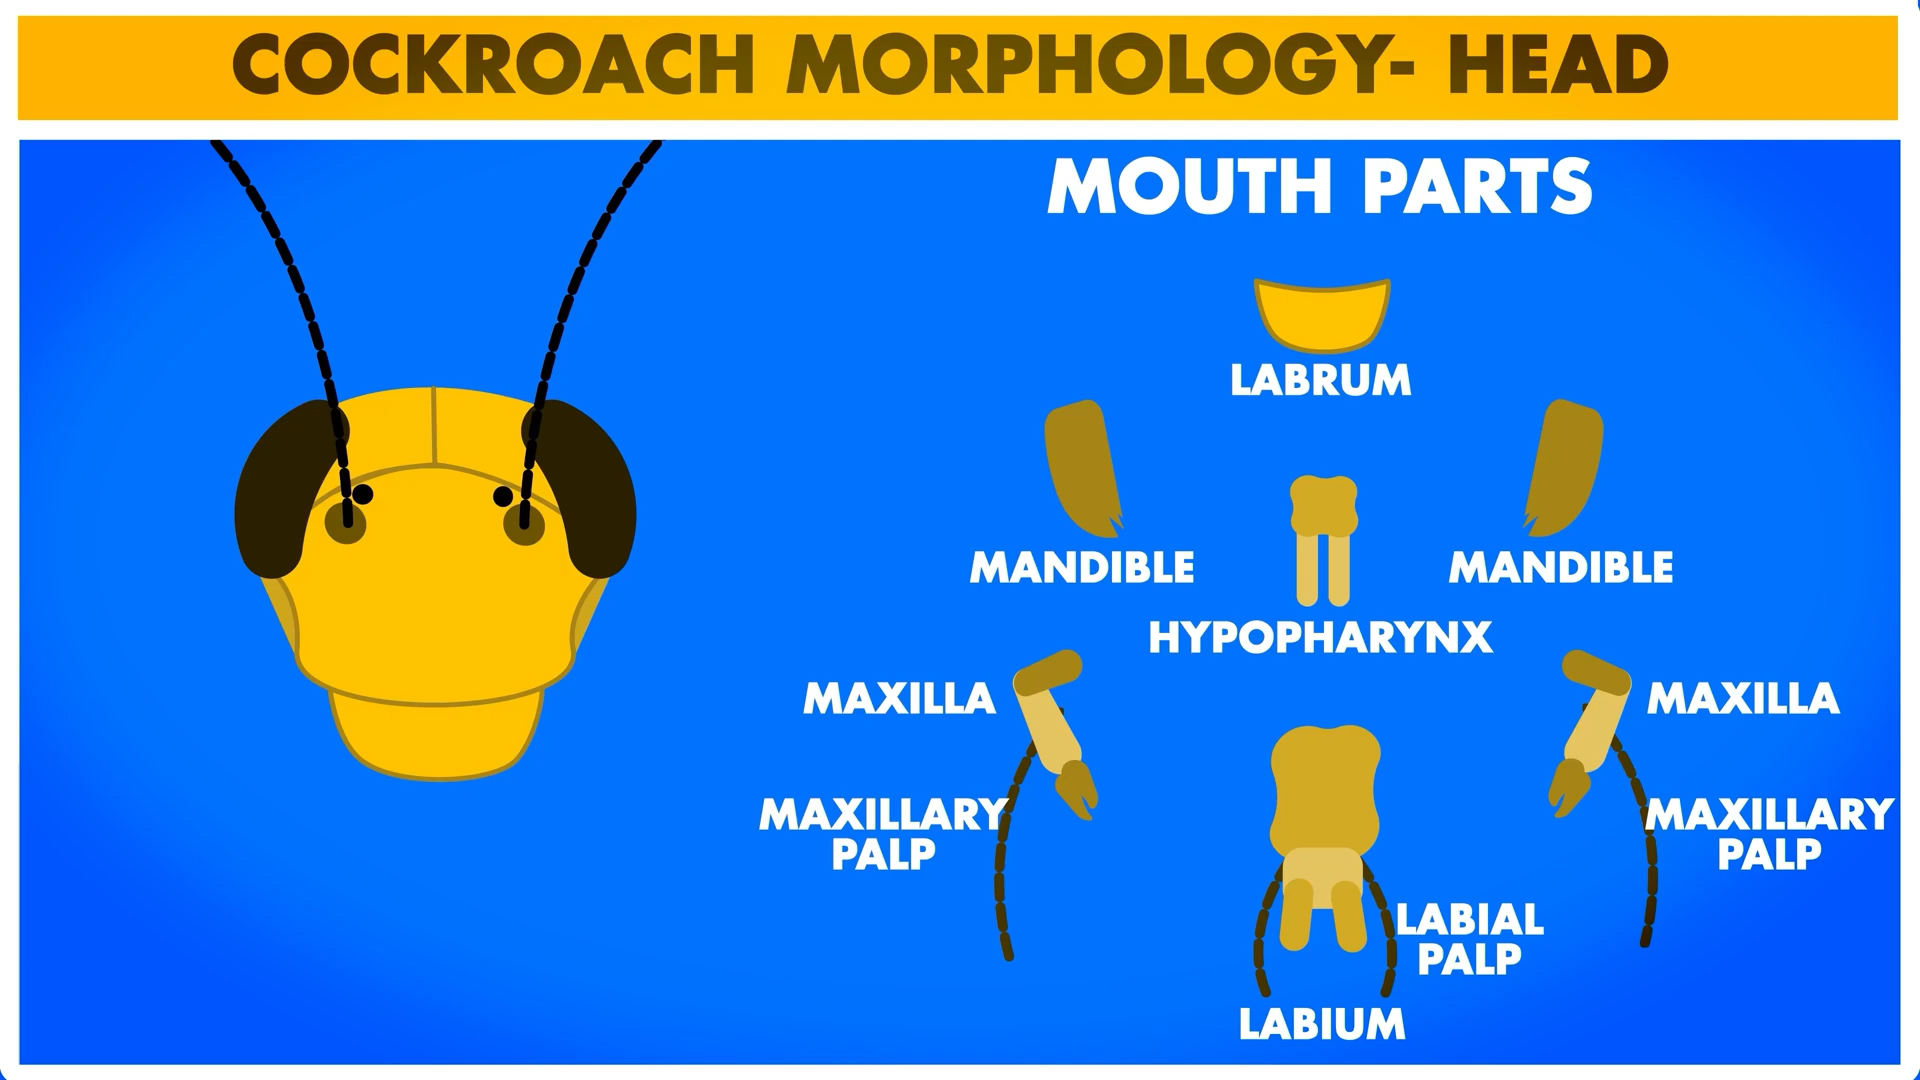 COCKROACH MORPHOLOGY- HEAD
MOUTH PARTS
LABRUM
MANDIBLE
MANDIBLE
HYPOPHARYNX
MAXILLA
MAXILLA
MAXILLARY
PALP
MAXILLARY
PALP
LABIAL
PALP
LABIUM